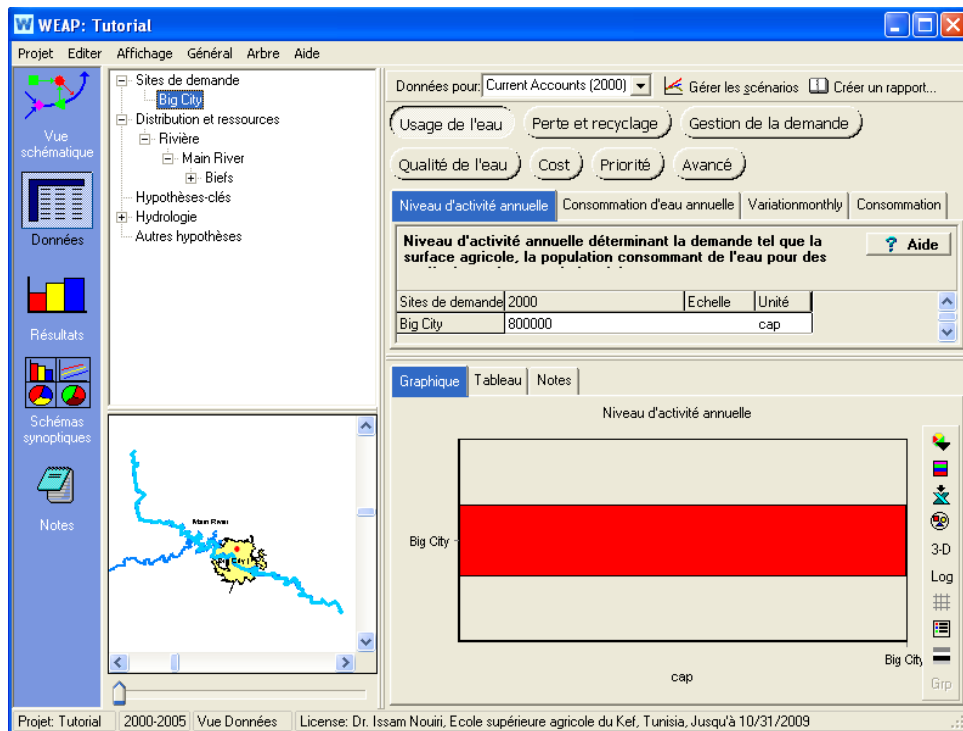 WEAP: Tutorial
Projet Editer Affichage Général Arbre Aide
Vue
schématique
Données
Résultats
Schémas
synoptiques
Notes
Sites de demande
Big City
Distribution et ressources
Rivière
Main River
Biefs
Hypothèses-clés
Hydrologie
Autres hypothèses
Main River
Big City
Données pour: Current Accounts (2000) Gérer les scénarios Créer un rapport...
Usage de l'eau Perte et recyclage Gestion de la demande
Qualité de l'eau Cost Priorité Avancé
Niveau d'activité annuelle Consommation d'eau annuelle Variationmonthly Consommation
Niveau d'activité annuelle déterminant la demande tel que la
surface agricole, la population consommant de l'eau pour des
? Aide
Sites de demande 2000 Echelle Unité
Big City 800000 cap
Graphique Tableau Notes
Niveau d'activité annuelle
Big City
Big City
cap
3-D
Log
Grp
Projet: Tutorial 2000-2005 Vue Données License: Dr. Issam Nouiri, Ecole supérieure agricole du Kef, Tunisia, Jusqu'à 10/31/2009